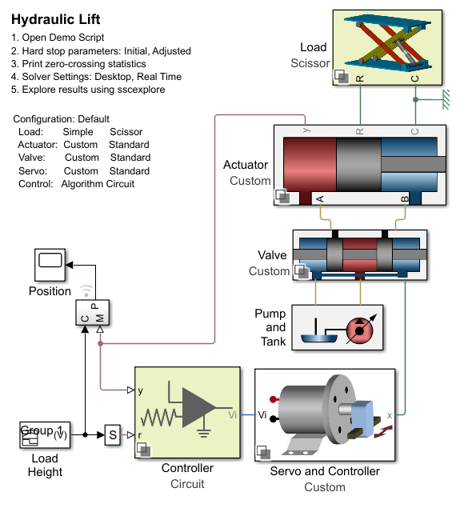 Hydraulic Lift
1. Open Demo Script
2. Hard stop parameters: Initial, Adjusted
3. Print zero-crossing statistics
4. Solver Settings: Desktop, Real Time
5. Explore results using sscexplore
Configuration: Default
Load: Simple Scissor
Actuator: Custom Standard
Valve: Custom Standard
Servo: Custom Standard
Control: Algorithm Circuit
Load
Scissor
R
C
y
R
C
Actuator
Custom
A
B
Valve
Custom
Pump
and
Tank
Position
C
M
P
y
r
Vi
Controller
Circuit
Vi
x
Servo and Controller
Custom
Group 1
(V)
Load
Height
S